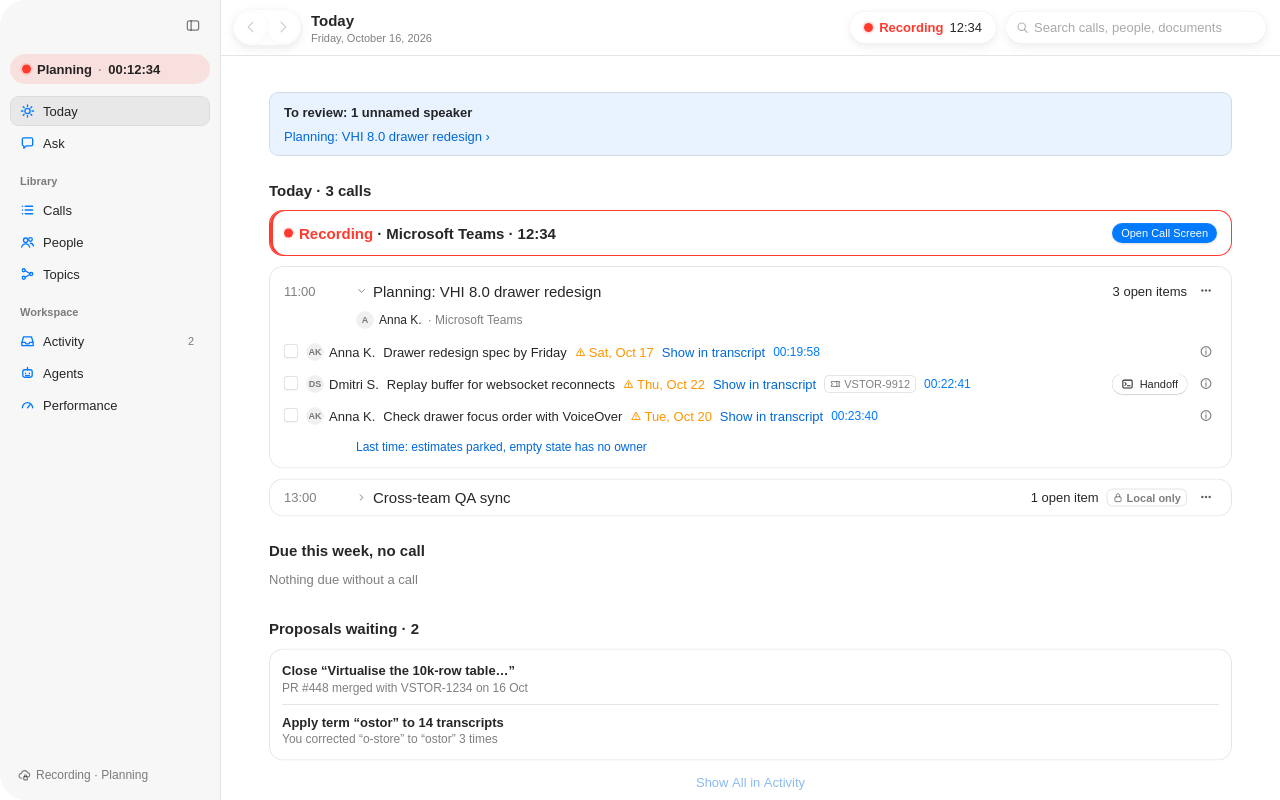 Planning · 00:12:34
Today
Ask
Library
Calls
People
Topics
Workspace
Activity 2
Agents
Performance
Recording · Planning
Today
Friday, October 16, 2026
Recording 12:34
Search calls, people, documents
To review: 1 unnamed speaker
Planning: VHI 8.0 drawer redesign ›
Today · 3 calls
Recording · Microsoft Teams · 12:34
Open Call Screen
11:00 Planning: VHI 8.0 drawer redesign 3 open items
A Anna K. · Microsoft Teams
AK Anna K. Drawer redesign spec by Friday Sat, Oct 17 Show in transcript 00:19:58
DS Dmitri S. Replay buffer for websocket reconnects Thu, Oct 22 Show in transcript VSTOR-9912 00:22:41 Handoff
AK Anna K. Check drawer focus order with VoiceOver Tue, Oct 20 Show in transcript 00:23:40
Last time: estimates parked, empty state has no owner
13:00 Cross-team QA sync 1 open item Local only
Due this week, no call
Nothing due without a call
Proposals waiting · 2
Close “Virtualise the 10k-row table…”
PR #448 merged with VSTOR-1234 on 16 Oct
Apply term “ostor” to 14 transcripts
You corrected “o-store” to “ostor” 3 times
Show All in Activity